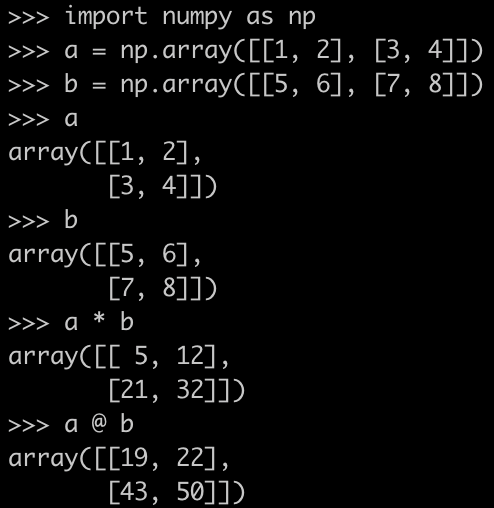 >>> import numpy as np
>>> a = np.array([[1, 2], [3, 4]])
>>> b = np.array([[5, 6], [7, 8]])
>>> a
array([[1, 2],
       [3, 4]])
>>> b
array([[5, 6],
       [7, 8]])
>>> a * b
array([[ 5, 12],
       [21, 32]])
>>> a @ b
array([[19, 22],
       [43, 50]])